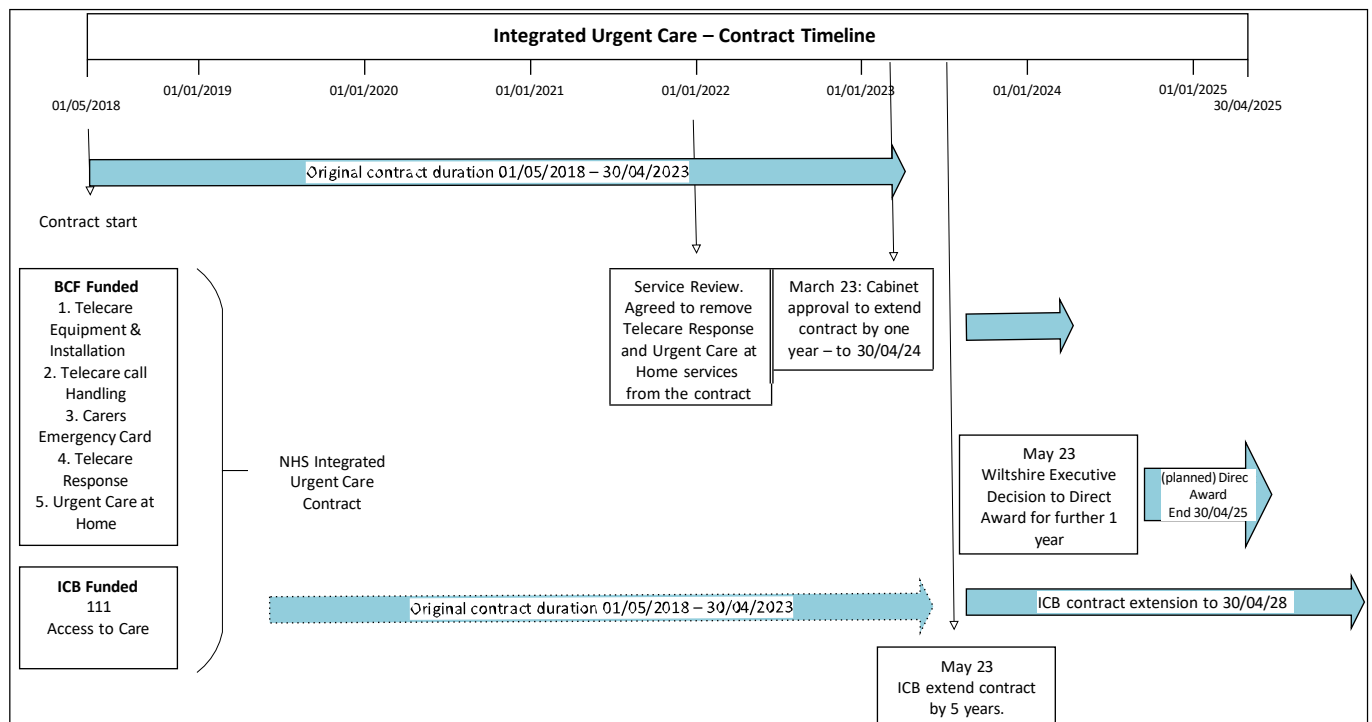 Integrated Urgent Care – Contract Timeline
01/05/2018
01/01/2019
01/01/2020
01/01/2021
01/01/2022
01/01/2023
01/01/2024
01/01/2025
30/04/2025
Original contract duration 01/05/2018 – 30/04/2023
Contract start
BCF Funded
1. Telecare
Equipment &
Installation
2. Telecare call
Handling
3. Carers
Emergency Card
4. Telecare
Response
5. Urgent Care at
Home
NHS Integrated
Urgent Care
Contract
Service Review.
Agreed to remove
Telecare Response
and Urgent Care at
Home services
from the contract
March 23: Cabinet
approval to extend
contract by one
year – to 30/04/24
May 23
Wiltshire Executive
Decision to Direct
Award for further 1
year
(planned) Direc
Award
End 30/04/25
ICB Funded
111
Access to Care
Original contract duration 01/05/2018 – 30/04/2023
ICB contract extension to 30/04/28
May 23
ICB extend contract
by 5 years.